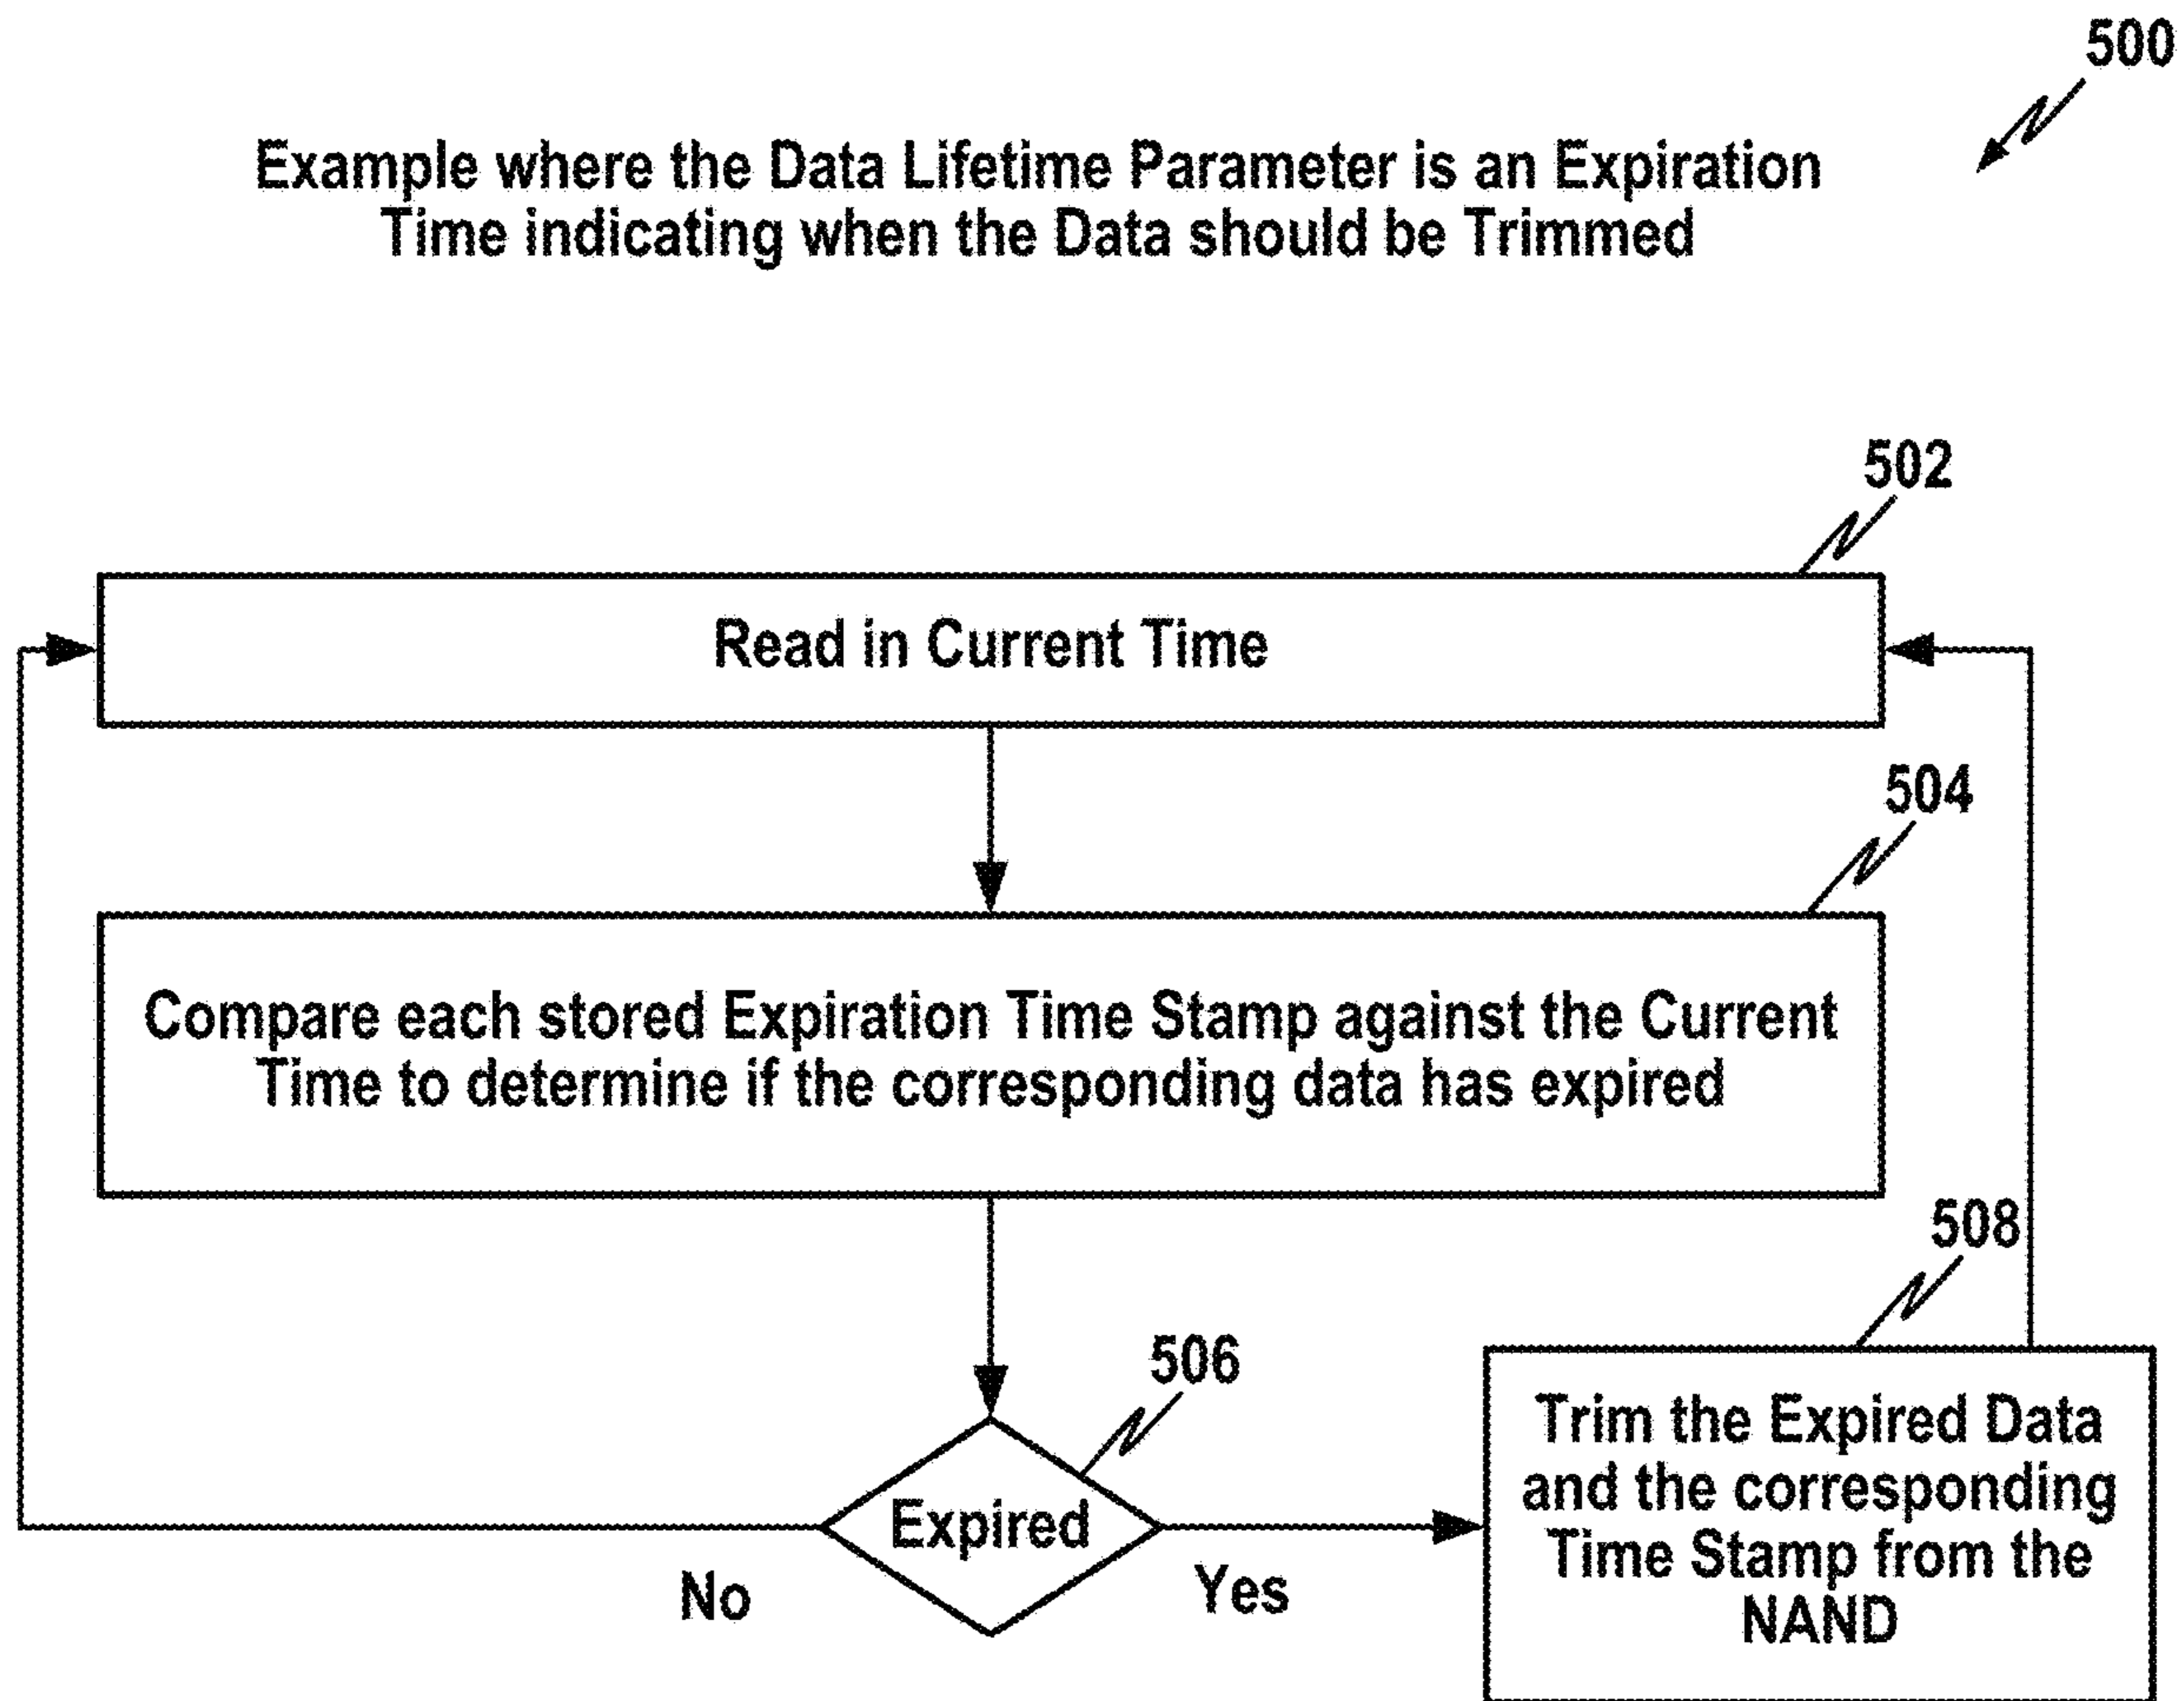 500
Example where the Data Lifetime Parameter is an Expiration
Time indicating when the Data should be Trimmed
502
Read in Current Time
504
Compare each stored Expiration Time Stamp against the Current
Time to determine if the corresponding data has expired
508
506
Trim the Expired Data
and the corresponding
Time Stamp from the
NAND
Expired
No
Yes